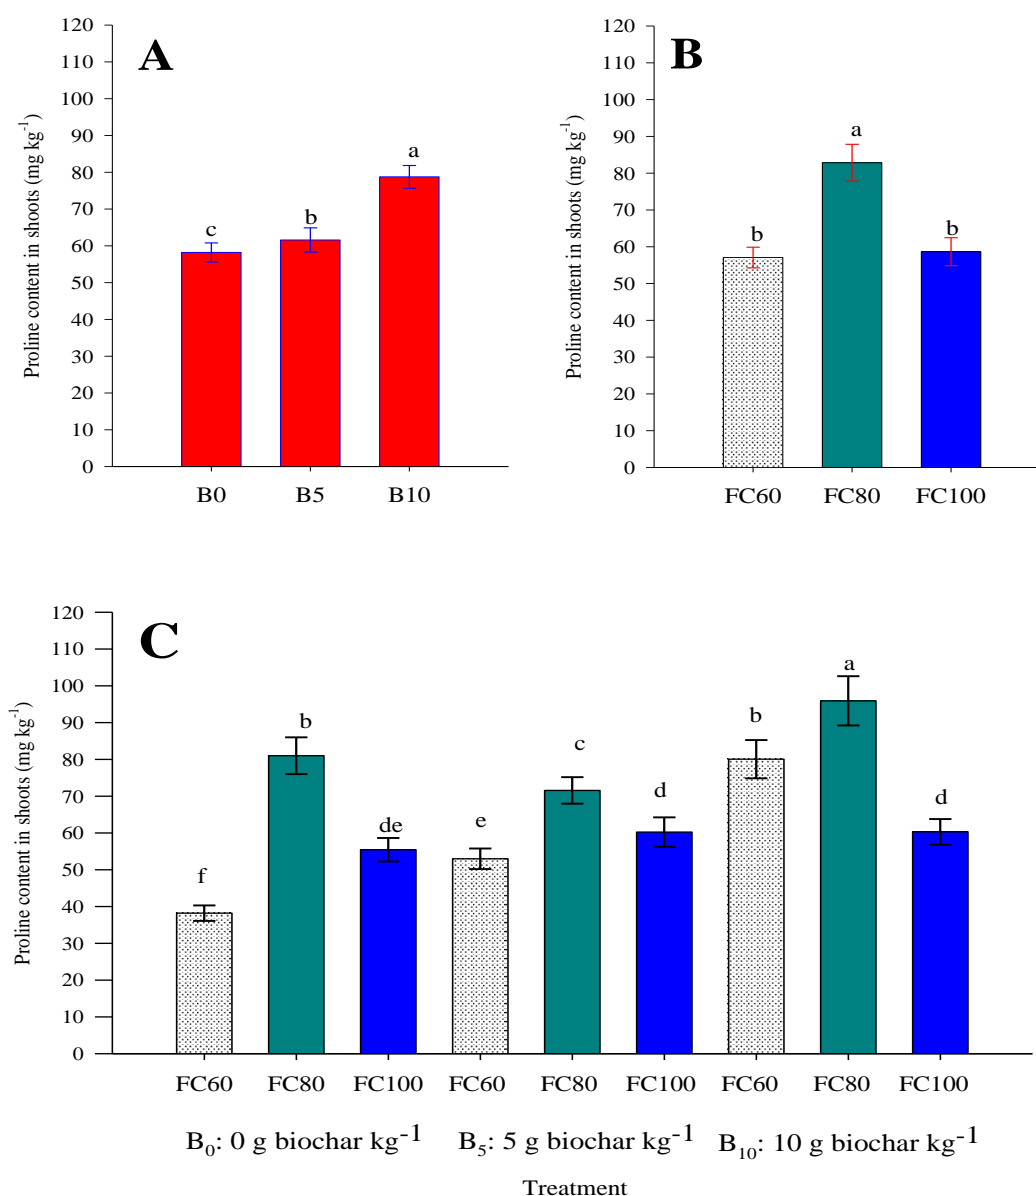 A
Proline content in shoots (mg kg-1)
120
110
100
90
80
70
60
50
40
30
20
10
0
c
b
a
B0 B5 B10
B
Proline content in shoots (mg kg-1)
120
110
100
90
80
70
60
50
40
30
20
10
0
b
a
b
FC60 FC80 FC100
C
Proline content in shoots (mg kg-1)
120
110
100
90
80
70
60
50
40
30
20
10
0
f
b
de
e
c
d
b
a
d
FC60 FC80 FC100 FC60 FC80 FC100 FC60 FC80 FC100
B0: 0 g biochar kg-1 B5: 5 g biochar kg-1 B10: 10 g biochar kg-1
Treatment